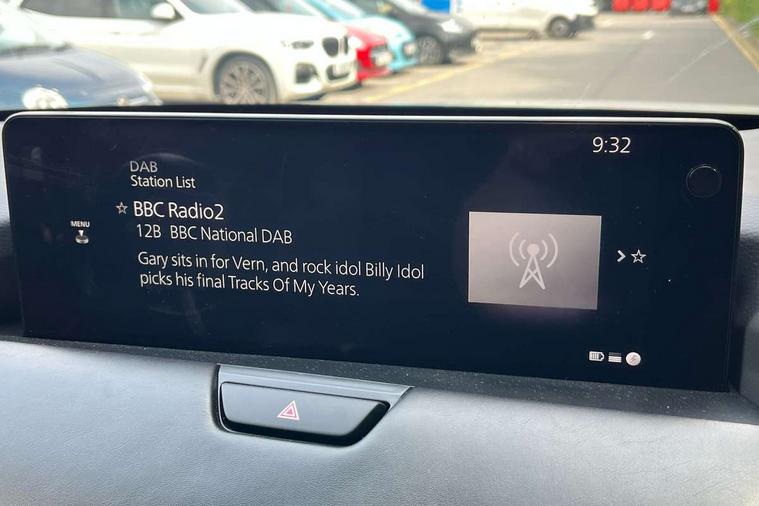 9:32
DAB
Station List
BBC Radio2
12B BBC National DAB
MENU
Gary sits in for Vern, and rock idol Billy Idol
picks his final Tracks Of My Years.